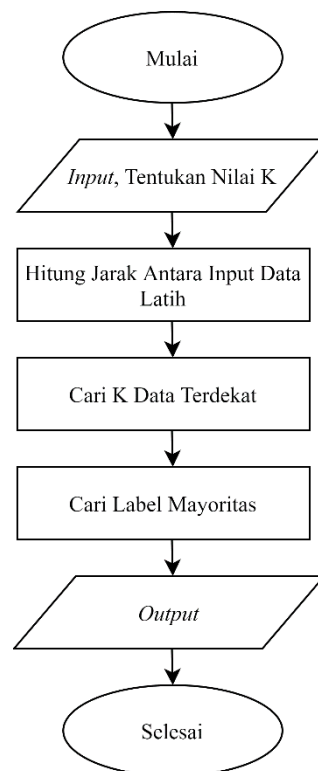 Mulai
Input, Tentukan Nilai K
Hitung Jarak Antara Input Data
Latih
Cari K Data Terdekat
Cari Label Mayoritas
Output
Selesai